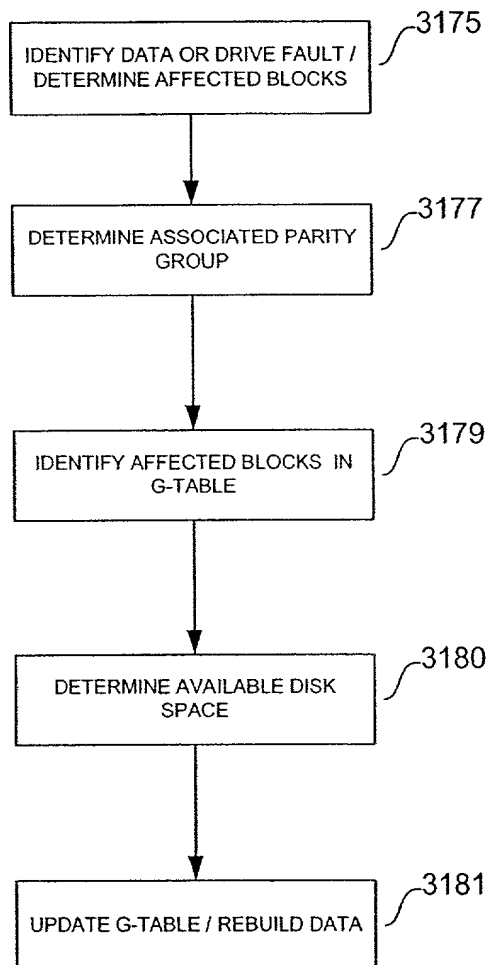 3175
IDENTIFY DATA OR DRIVE FAULT /
DETERMINE AFFECTED BLOCKS
3177
DETERMINE ASSOCIATED PARITY
GROUP
3179
IDENTIFY AFFECTED BLOCKS IN
G-TABLE
3180
DETERMINE AVAILABLE DISK
SPACE
3181
UPDATE G-TABLE / REBUILD DATA